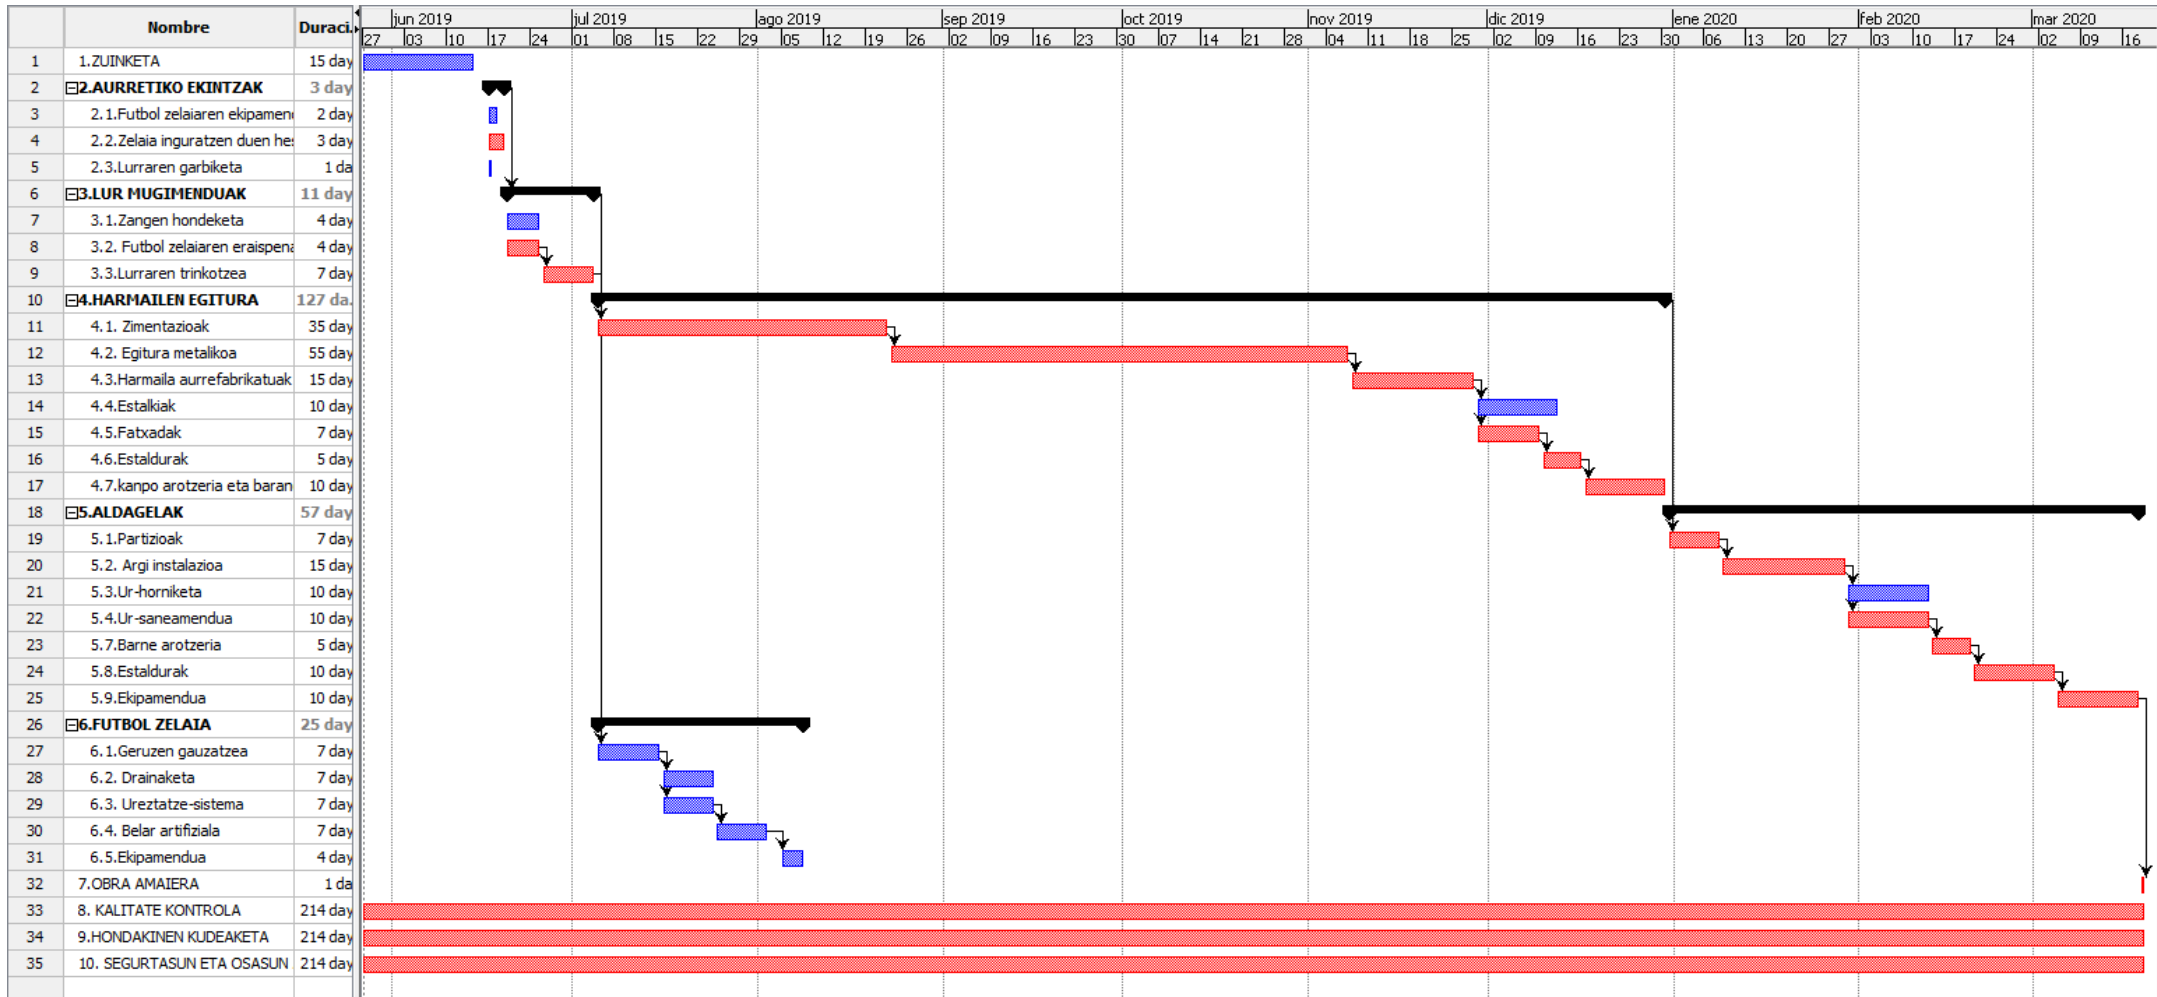 Nombre Duraci.
jun 2019 jul 2019 ago 2019 sep 2019 oct 2019 nov 2019 dic 2019 ene 2020 feb 2020 mar 2020
27 03 10 17 24 01 08 15 22 29 05 12 19 26 02 09 16 23 30 07 14 21 28 04 11 18 25 02 09 16 23 30 06 13 20 27 03 10 17 24 02 09 16
1 1.ZUINKETA 15 day
2 2.AURRETIKO EKINTZAK 3 day
3 2.1.Futbol zelaiaren ekipamen 2 day
4 2.2.Zelaia inguratzen duen hes 3 day
5 2.3.Lurraren garbiketa 1 da
6 3.LUR MUGIMENDUAK 11 day
7 3.1.Zangen hondeketa 4 day
8 3.2. Futbol zelaiaren eraispena 4 day
9 3.3.Lurraren trinkotzea 7 day
10 4.HARMAILEN EGITURA 127 da.
11 4.1. Zimentazioak 35 day
12 4.2. Egitura metalikoa 55 day
13 4.3.Harmaila aurrefabrikatuak 15 day
14 4.4.Estalkiak 10 day
15 4.5.Fatxadak 7 day
16 4.6.Estaldurak 5 day
17 4.7.kanpo arotzeria eta baran 10 day
18 5.ALDAGELAK 57 day
19 5.1.Partizioak 7 day
20 5.2. Argi instalazioa 15 day
21 5.3.Ur-horniketa 10 day
22 5.4.Ur-saneamendua 10 day
23 5.7.Barne arotzeria 5 day
24 5.8.Estaldurak 10 day
25 5.9.Ekipamendua 10 day
26 6.FUTBOL ZELAIA 25 day
27 6.1.Geruzen gauzatzea 7 day
28 6.2. Drainaketa 7 day
29 6.3. Ureztatze-sistema 7 day
30 6.4. Belar artifiziala 7 day
31 6.5.Ekipamendua 4 day
32 7.OBRA AMAIERA 1 da
33 8. KALITATE KONTROLA 214 day
34 9.HONDAKINEN KUDEAKETA 214 day
35 10. SEGURTASUN ETA OSASUN 214 day